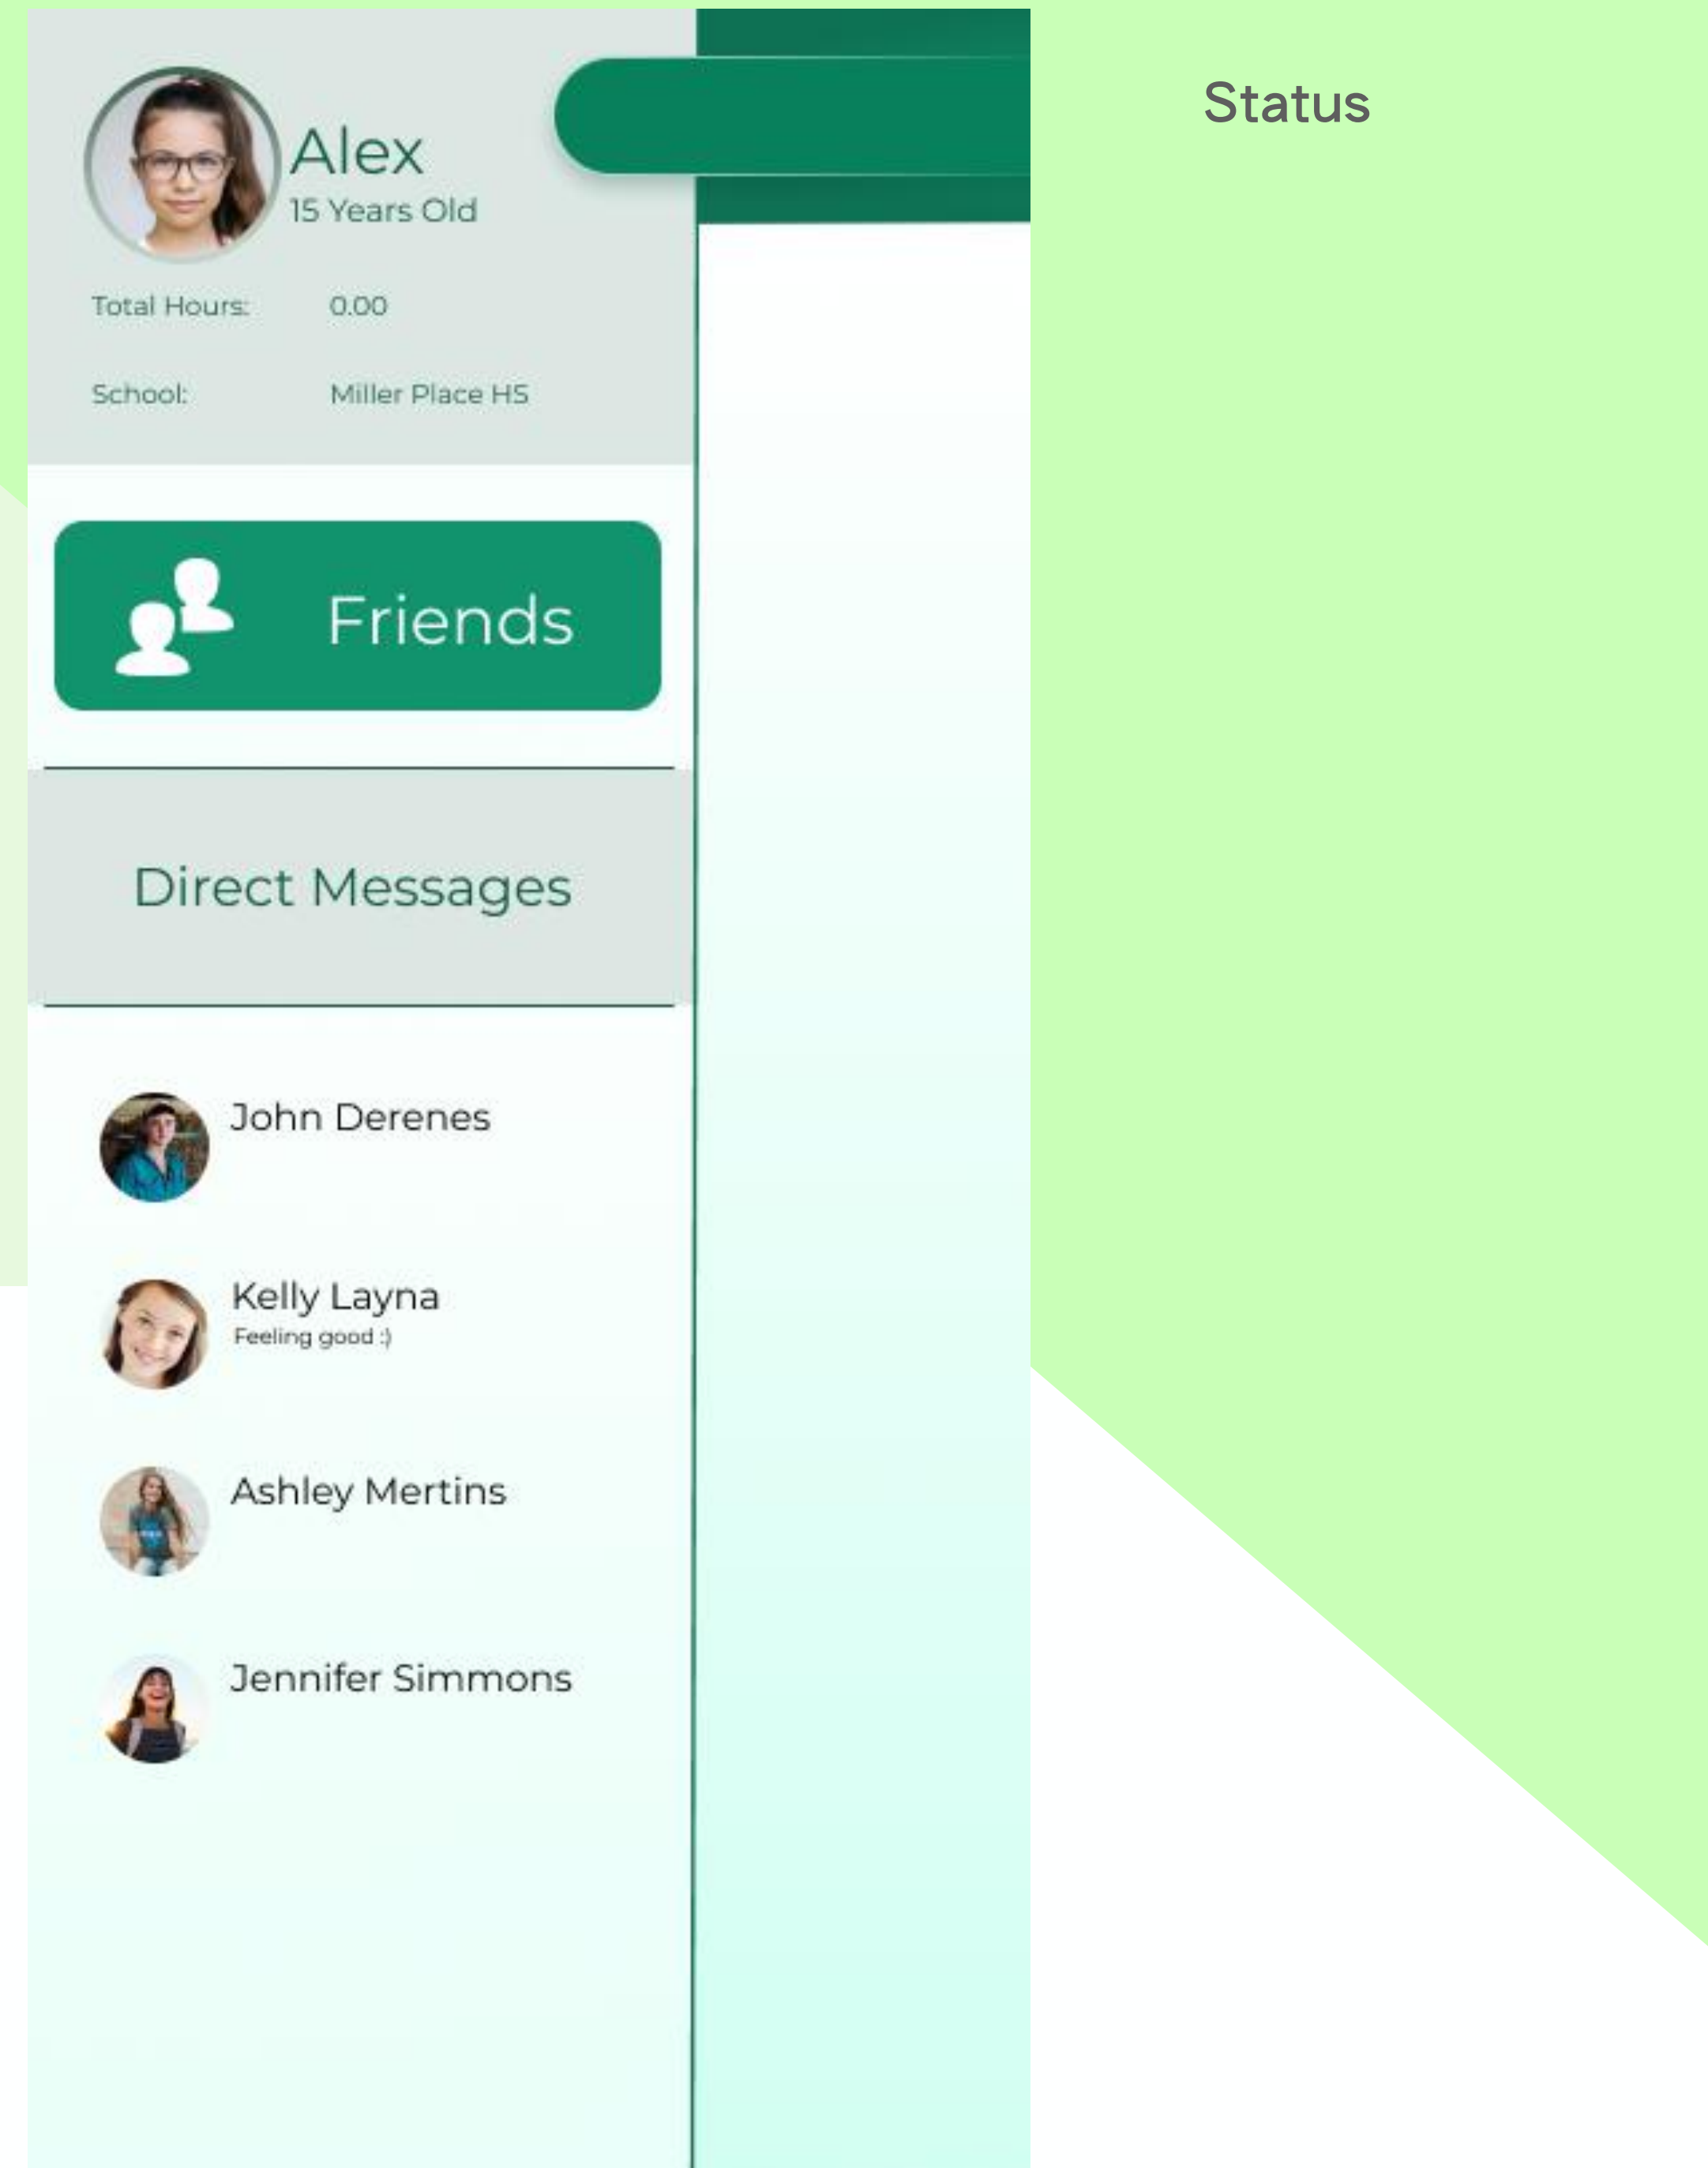 Alex
15 Years Old
Total Hours: 0.00
School: Miller Place HS
Friends
Direct Messages
John Derenes
Kelly Layna
Feeling good :)
Ashley Mertins
Jennifer Simmons
Status